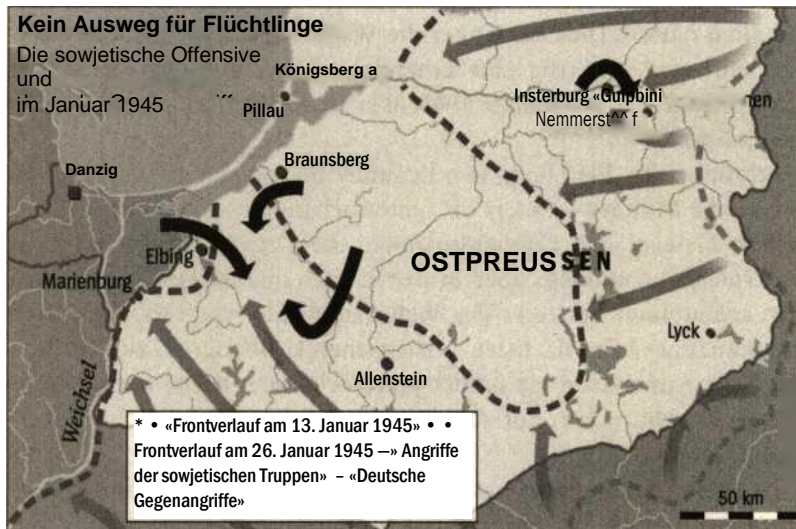 Kein Ausweg für Flüchtlinge
Die sowjetische Offensive
und
im Januar 1945
Königsberg a
Pillau
Insterburg «Gulpbini
Nemmerst^^ f
Braunsberg
Danzig
Elbing
OSTPREUSSEN
Marienburg
Lyck
Allenstein
Weichsel
* • «Frontverlauf am 13. Januar 1945» • •
Frontverlauf am 26. Januar 1945 —» Angriffe
der sowjetischen Truppen» – «Deutsche
Gegenangriffe»
50 km